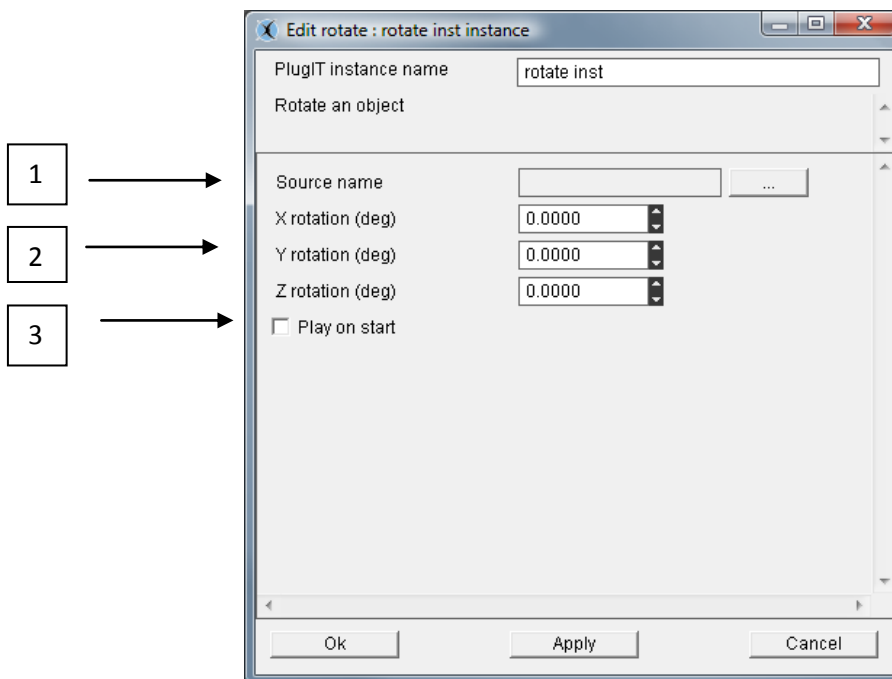 Edit rotate : rotate inst instance
PlugIT instance name rotate inst
Rotate an object
1
Source name ...
X rotation (deg) 0.0000
2
Y rotation (deg) 0.0000
Z rotation (deg) 0.0000
3
Play on start
Ok Apply Cancel